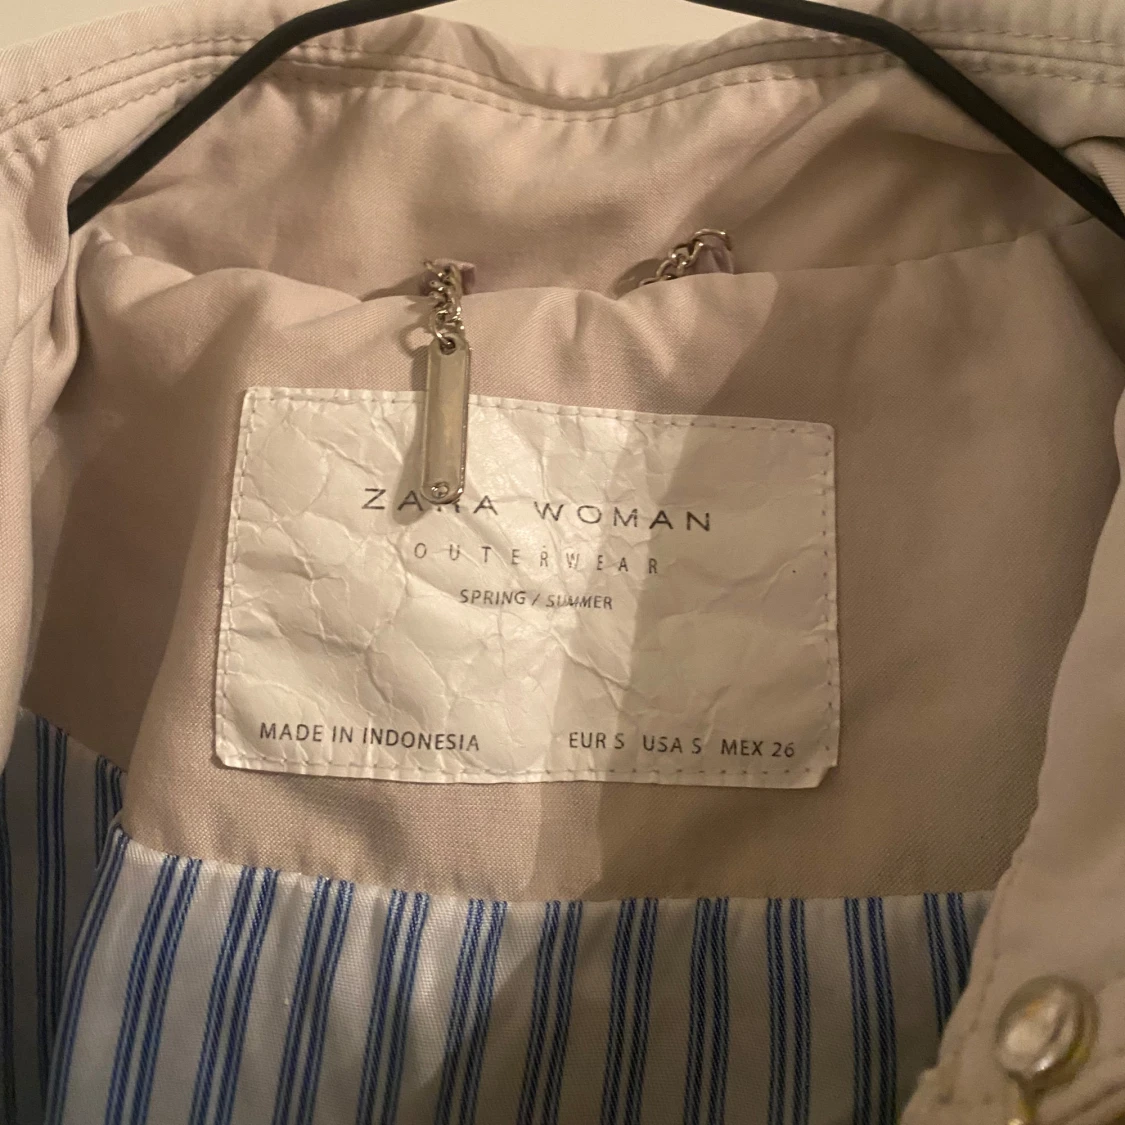 ZARA WOMAN
OUTERWEAR
SPRING / SUMMER
MADE IN INDONESIA EUR S USA S MEX 26